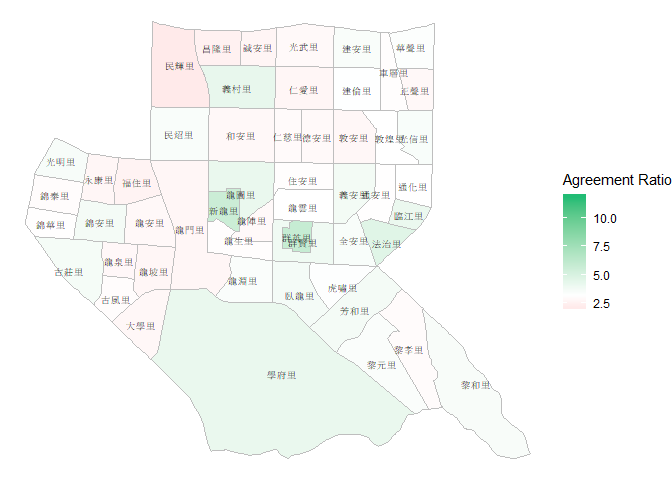 民輝里
昌隆里
誠安里
光武里
建安里
華聲里
車層里
義村里
仁愛里
建倫里
正聲里
民炤里
和安里
仁慈里
德安里
敦安里
敦煌里
光信里
光明里
永康里
福住里
龍圖里
住安里
義安里
通安里
通化里
錦泰里
新龍里
龍雲里
臨江里
錦華里
錦安里
龍安里
龍門里
龍陣里
龍生里
群英里
群賢里
全安里
法治里
古莊里
龍泉里
龍坡里
龍淵里
臥龍里
虎嘯里
古風里
大學里
芳和里
學府里
黎元里
黎孝里
黎和里
Agreement Ratio
10.0
7.5
5.0
2.5